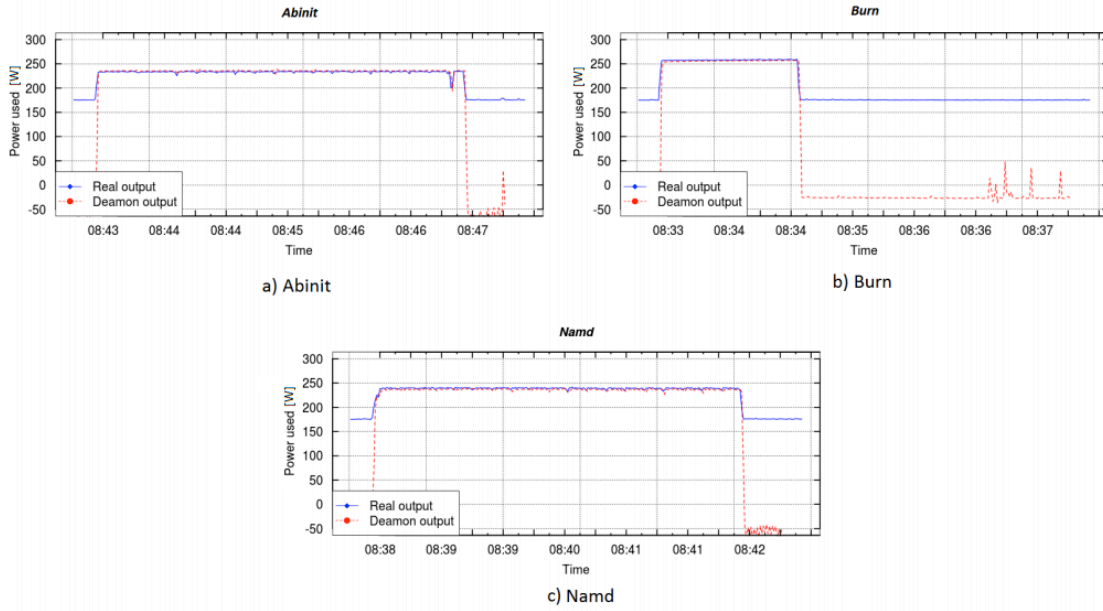 Abinit
Power used [W]
300
250
200
150
100
50
0
-50
Real output
Deamon output
08:43 08:44 08:44 08:45 08:46 08:46 08:47
Time
a) Abinit
Burn
Power used [W]
300
250
200
150
100
50
0
-50
Real output
Deamon output
08:33 08:34 08:34 08:35 08:36 08:36 08:37
Time
b) Burn
Namd
Power used [W]
300
250
200
150
100
50
0
-50
Real output
Deamon output
08:38 08:39 08:39 08:40 08:41 08:41 08:42
Time
c) Namd